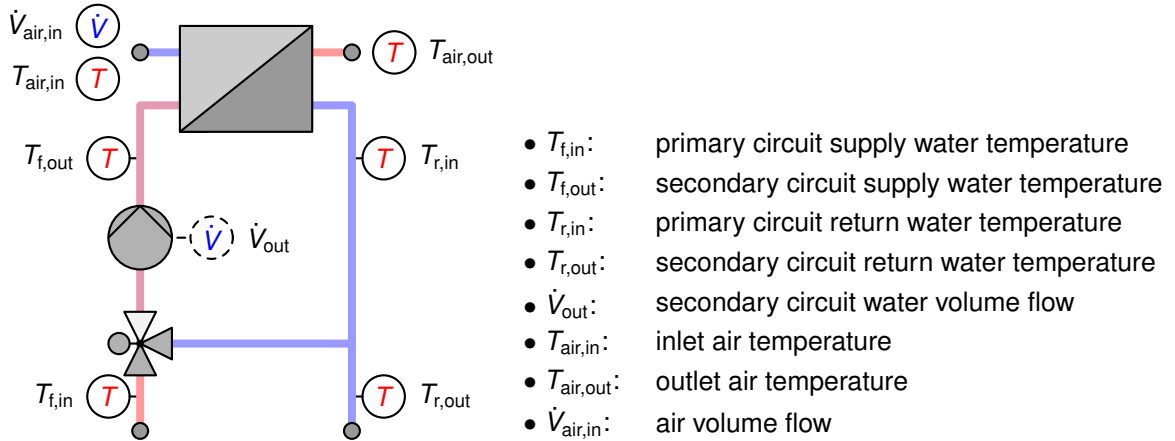 V̇air,in V̇
Tair,in T
T Tair,out
Tf,out T
T Tr,in
V̇ V̇out
Tf,in T
T Tr,out
• Tf,in: primary circuit supply water temperature
• Tf,out: secondary circuit supply water temperature
• Tr,in: primary circuit return water temperature
• Tr,out: secondary circuit return water temperature
• V̇out: secondary circuit water volume flow
• Tair,in: inlet air temperature
• Tair,out: outlet air temperature
• V̇air,in: air volume flow